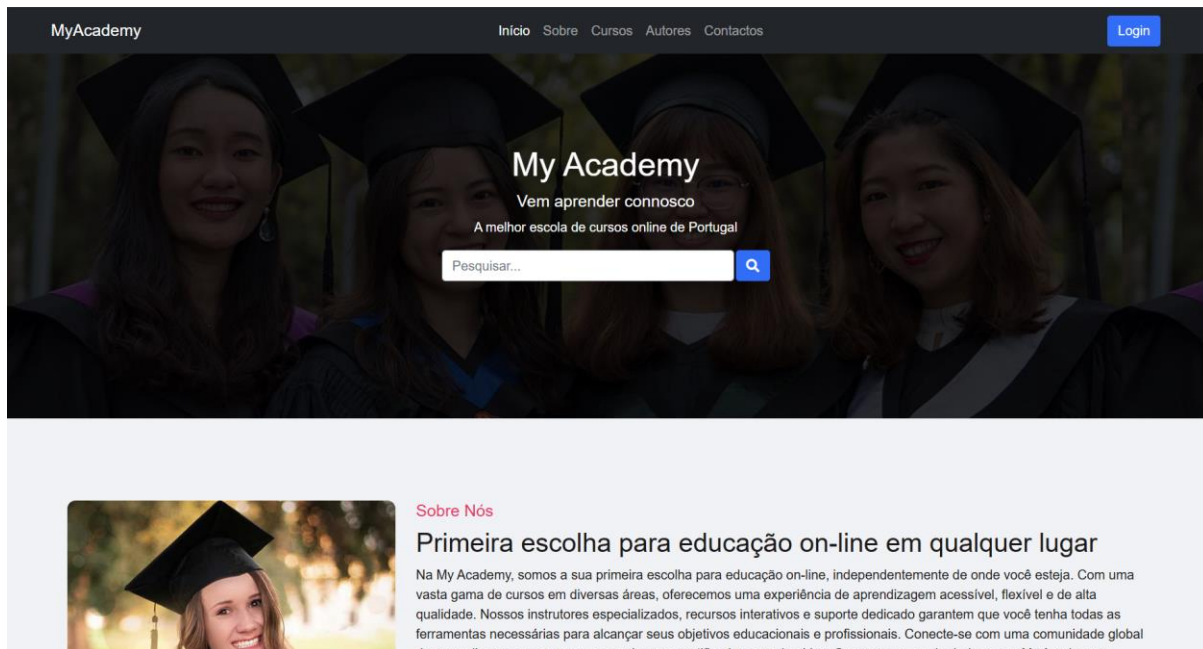 MyAcademy
Início Sobre Cursos Autores Contactos
Login
My Academy
Vem aprender connosco
A melhor escola de cursos online de Portugal
Pesquisar...
Sobre Nós
Primeira escolha para educação on-line em qualquer lugar
Na My Academy, somos a sua primeira escolha para educação on-line, independentemente de onde você esteja. Com uma
vasta gama de cursos em diversas áreas, oferecemos uma experiência de aprendizagem acessível, flexível e de alta
qualidade. Nossos instrutores especializados, recursos interativos e suporte dedicado garantem que você tenha todas as
ferramentas necessárias para alcançar seus objetivos educacionais e profissionais. Conecte-se com uma comunidade global